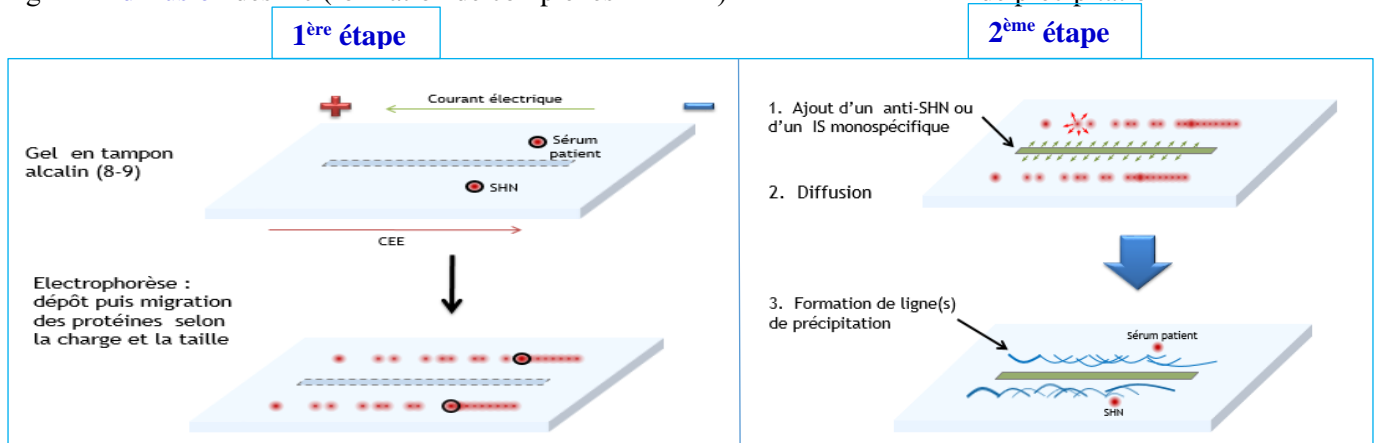 1ère étape
2ème étape
Courant électrique
Sérum
patient
Gel en tampon
alcalin (8-9)
SHN
CEE
Electrophorèse :
dépôt puis migration
des protéines selon
la charge et la taille
1. Ajout d'un anti-SHN ou
d'un IS monospécifique
2. Diffusion
3. Formation de ligne(s)
de précipitation
Sérum patient
SHN